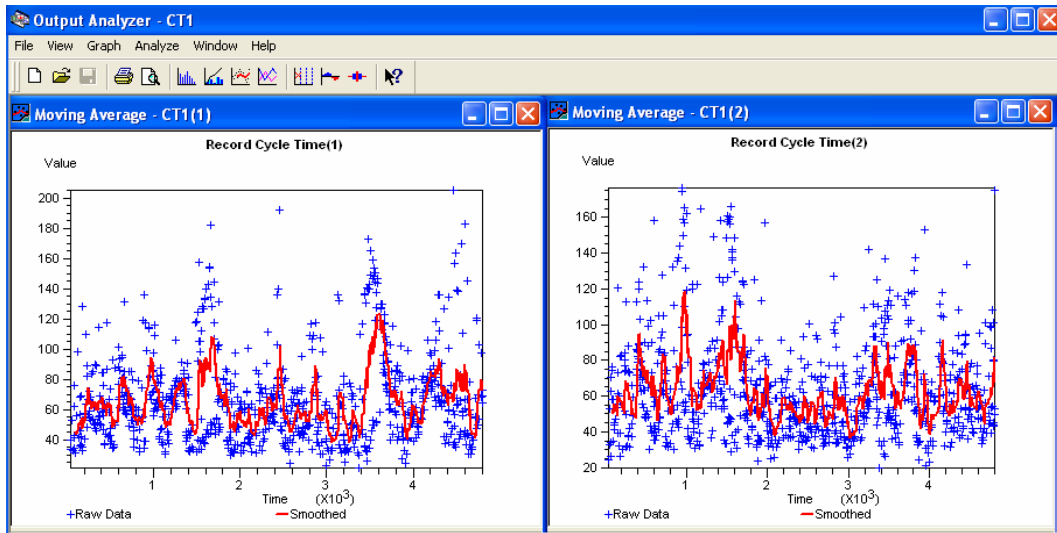 Output Analyzer - CT1
File View Graph Analyze Window Help
Moving Average - CT1(1)
Record Cycle Time(1)
Value
200
180
160
140
120
100
80
60
40
1 2 3 4
Time (X10³)
+Raw Data —Smoothed
Moving Average - CT1(2)
Record Cycle Time(2)
Value
160
140
120
100
80
60
40
20
1 2 3 4
Time (X10³)
+Raw Data —Smoothed